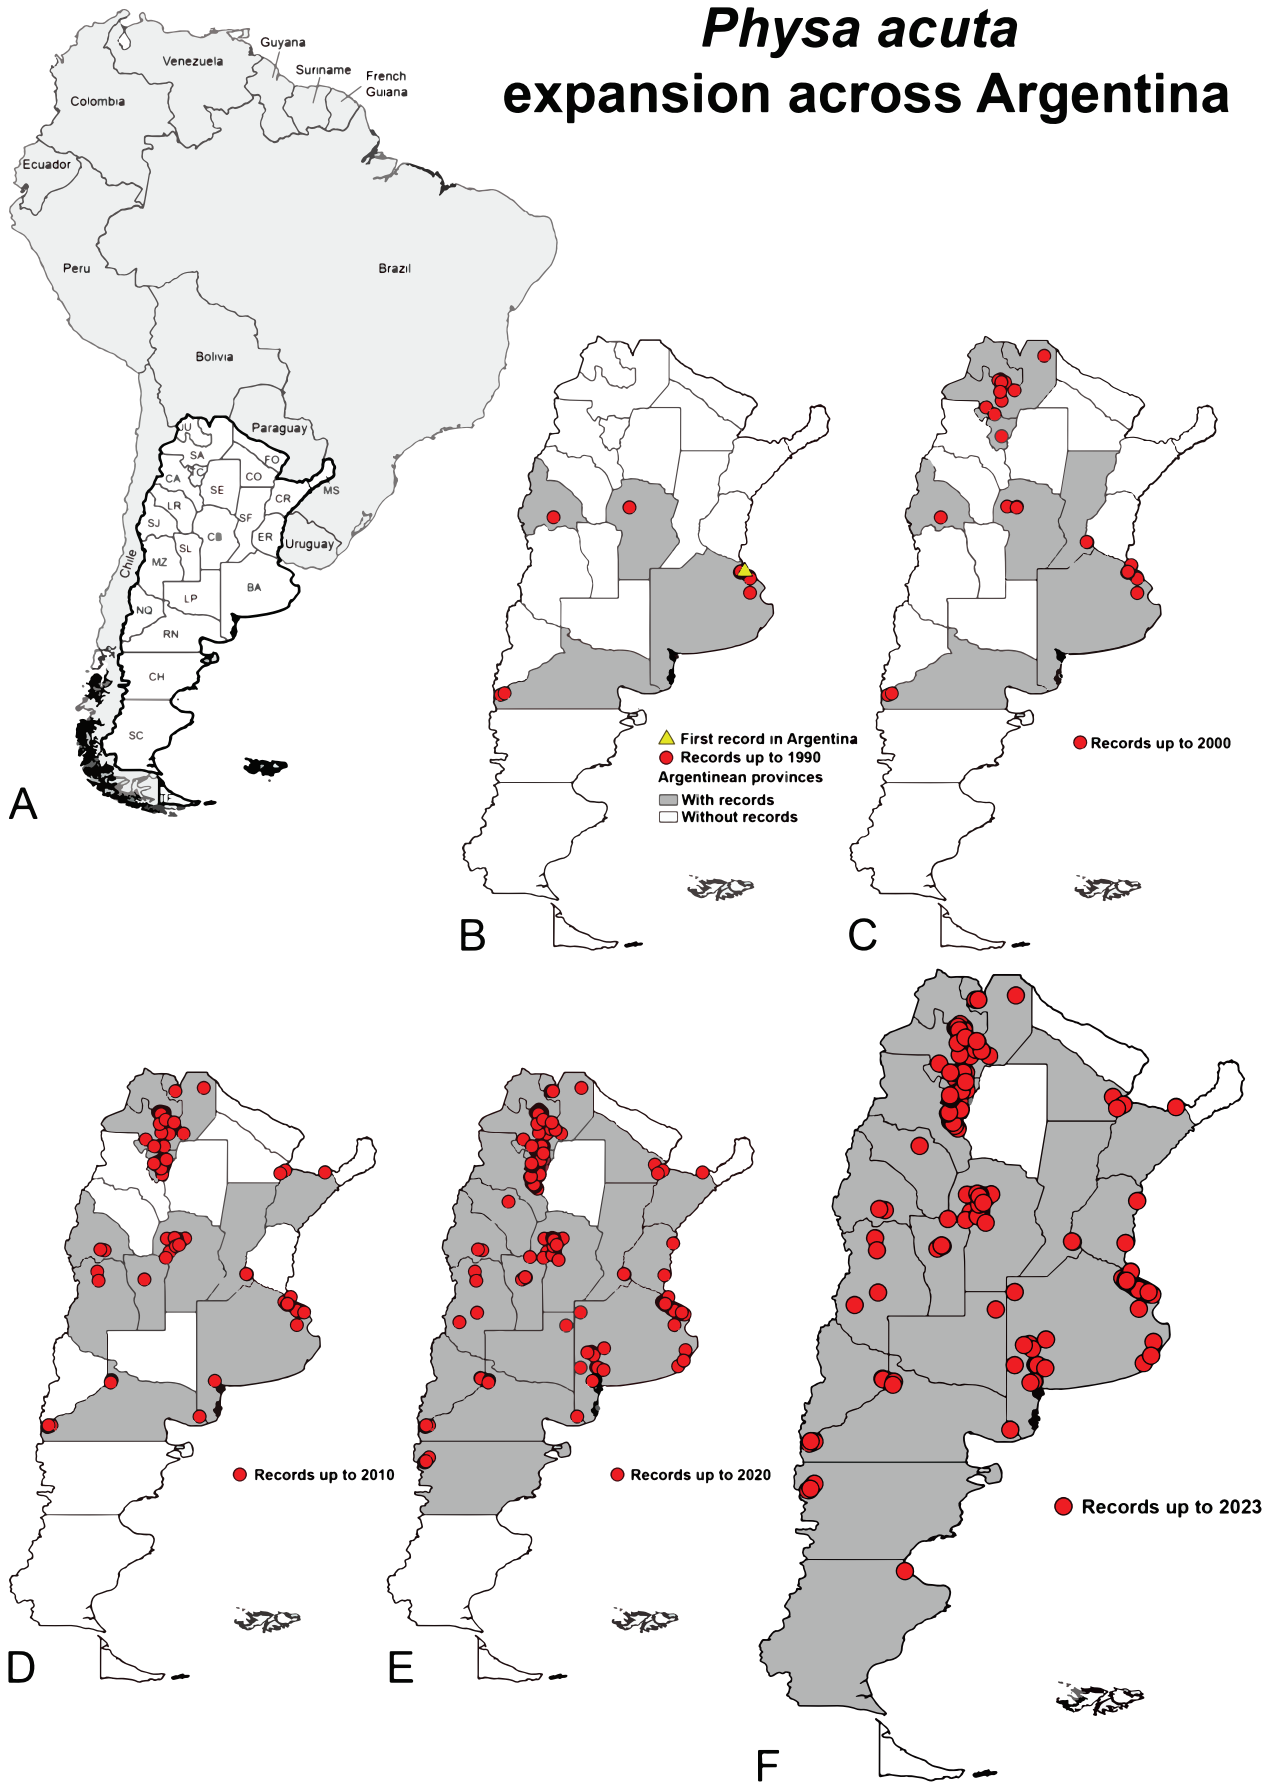 Physa acuta
expansion across Argentina
Guyana
Venezuela
Suriname
French
Guiana
Colombia
Ecuador
Peru
Brazil
Bolivia
Paraguay
JU
SA
FO
TC
CA
CO
SE
MS
CR
LR
SF
SJ
CB
ER
Uruguay
SL
MZ
Chile
BA
LP
NQ
RN
CH
SC
TF
A
First record in Argentina
Records up to 1990
Argentinean provinces
With records
Without records
B
Records up to 2000
C
Records up to 2010
D
Records up to 2020
E
Records up to 2023
F